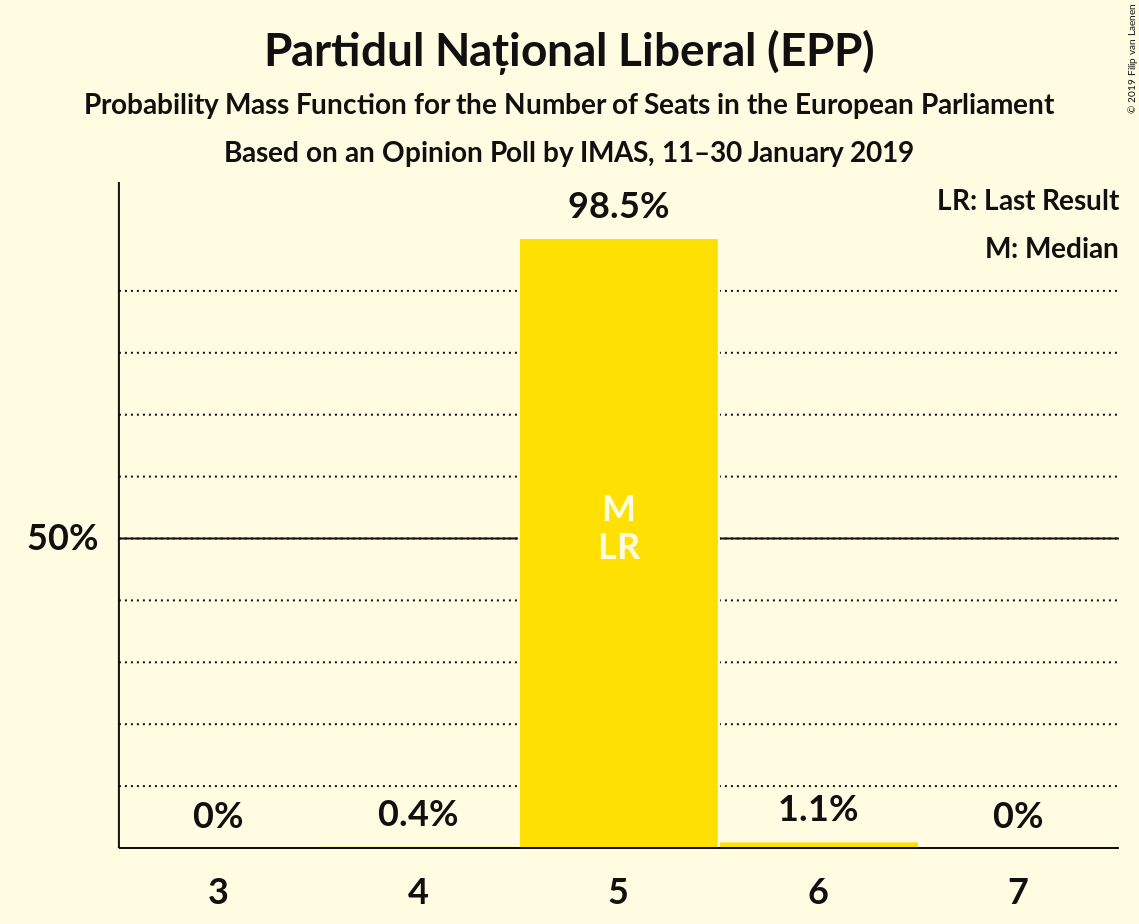 Partidul Național Liberal (EPP)
Probability Mass Function for the Number of Seats in the European Parliament
Based on an Opinion Poll by IMAS, 11–30 January 2019
© 2019 Filip van Laenen
LR: Last Result
M: Median
98.5%
M
LR
50%
0%
0.4%
1.1%
0%
3
4
5
6
7